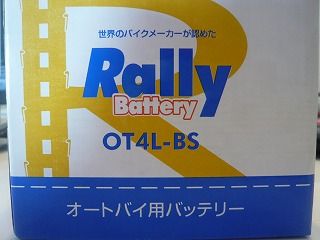 世界のバイクメーカーが認めた
Rally
Battery
OT4L-BS
オートバイ用バッテリー